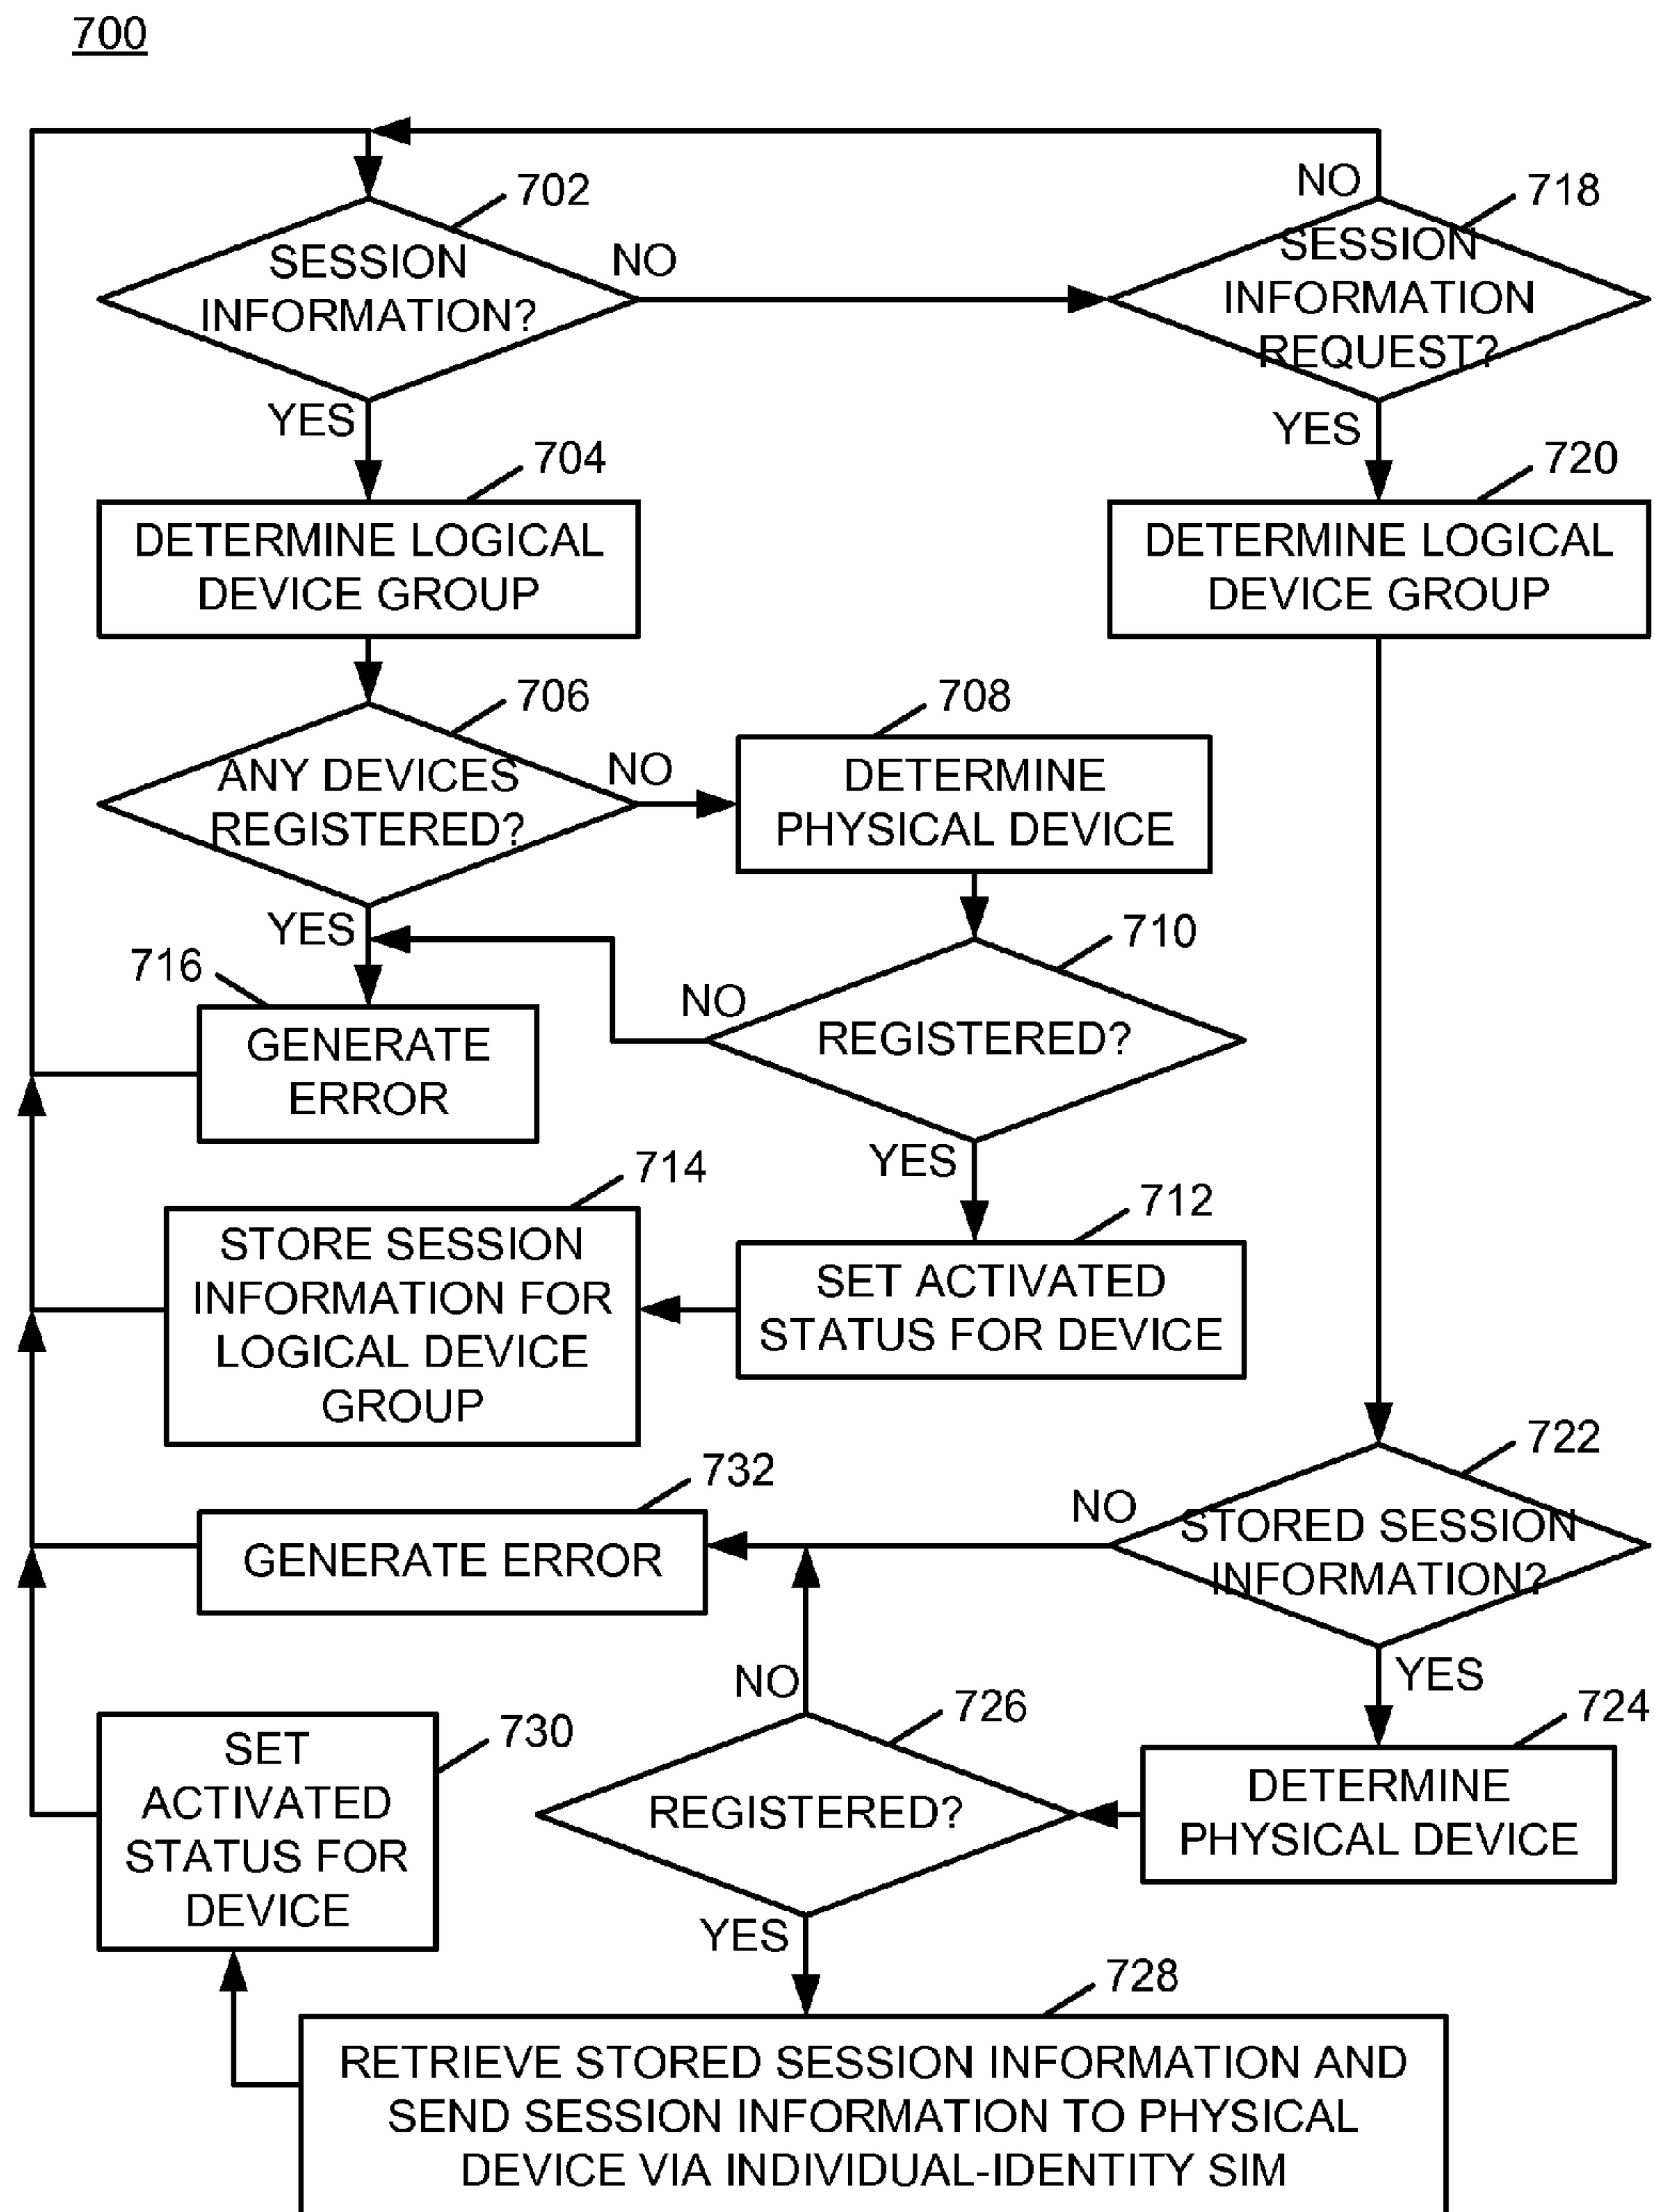 700
702
SESSION
INFORMATION?
NO
YES
718
NO
SESSION
INFORMATION
REQUEST?
YES
704
DETERMINE LOGICAL
DEVICE GROUP
720
DETERMINE LOGICAL
DEVICE GROUP
706
ANY DEVICES
REGISTERED?
NO
YES
708
DETERMINE
PHYSICAL DEVICE
710
REGISTERED?
NO
YES
716
GENERATE
ERROR
714
STORE SESSION
INFORMATION FOR
LOGICAL DEVICE
GROUP
712
SET ACTIVATED
STATUS FOR DEVICE
722
NO
STORED SESSION
INFORMATION?
YES
732
GENERATE ERROR
724
DETERMINE
PHYSICAL DEVICE
726
NO
REGISTERED?
YES
730
SET
ACTIVATED
STATUS FOR
DEVICE
728
RETRIEVE STORED SESSION INFORMATION AND
SEND SESSION INFORMATION TO PHYSICAL
DEVICE VIA INDIVIDUAL-IDENTITY SIM